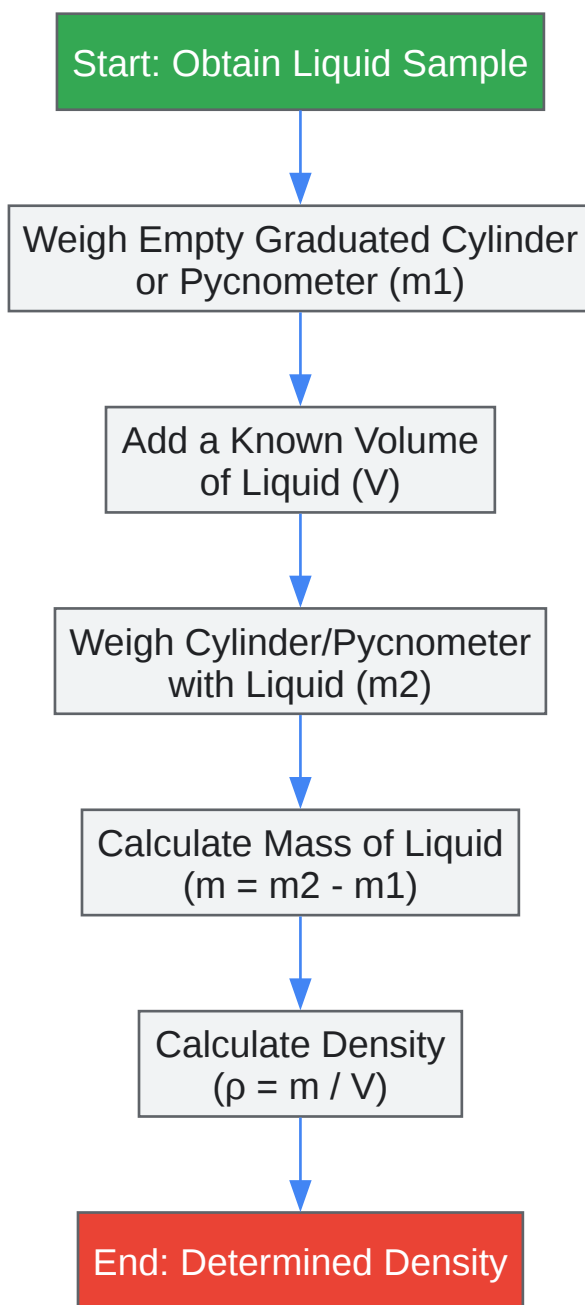 Start: Obtain Liquid Sample
Weigh Empty Graduated Cylinder
or Pycnometer (m1)
Add a Known Volume
of Liquid (V)
Weigh Cylinder/Pycnometer
with Liquid (m2)
Calculate Mass of Liquid
(m = m2 - m1)
Calculate Density
(ρ = m / V)
End: Determined Density